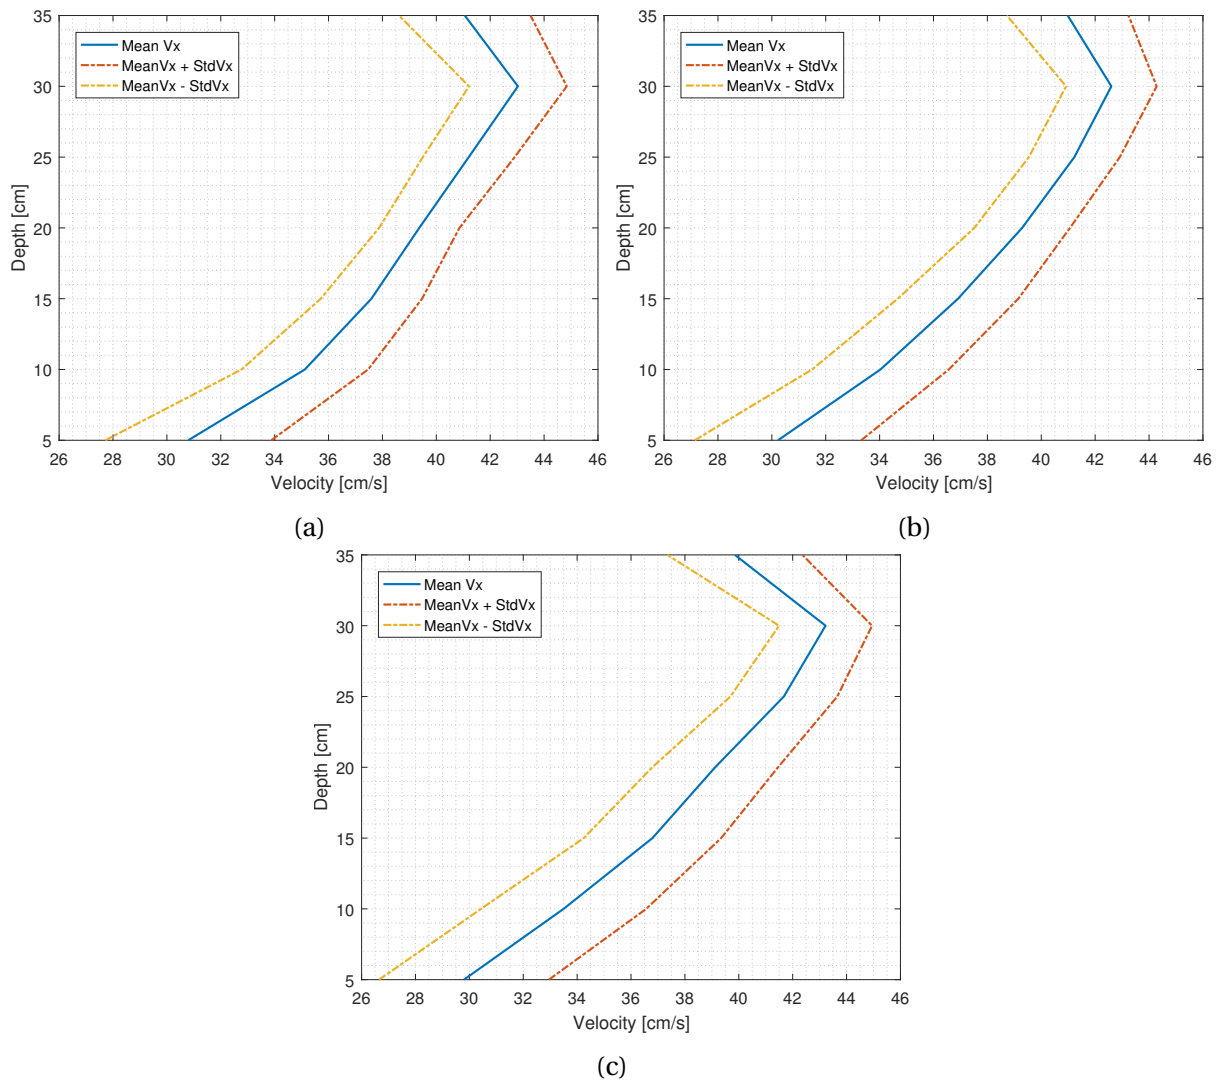 35
30
25
20
15
10
5
Depth [cm]
Mean Vx
MeanVx + StdVx
MeanVx - StdVx
26 28 30 32 34 36 38 40 42 44 46
Velocity [cm/s]
(a)
35
30
25
20
15
10
5
Depth [cm]
Mean Vx
MeanVx + StdVx
MeanVx - StdVx
26 28 30 32 34 36 38 40 42 44 46
Velocity [cm/s]
(b)
35
30
25
20
15
10
5
Depth [cm]
Mean Vx
MeanVx + StdVx
MeanVx - StdVx
26 28 30 32 34 36 38 40 42 44 46
Velocity [cm/s]
(c)